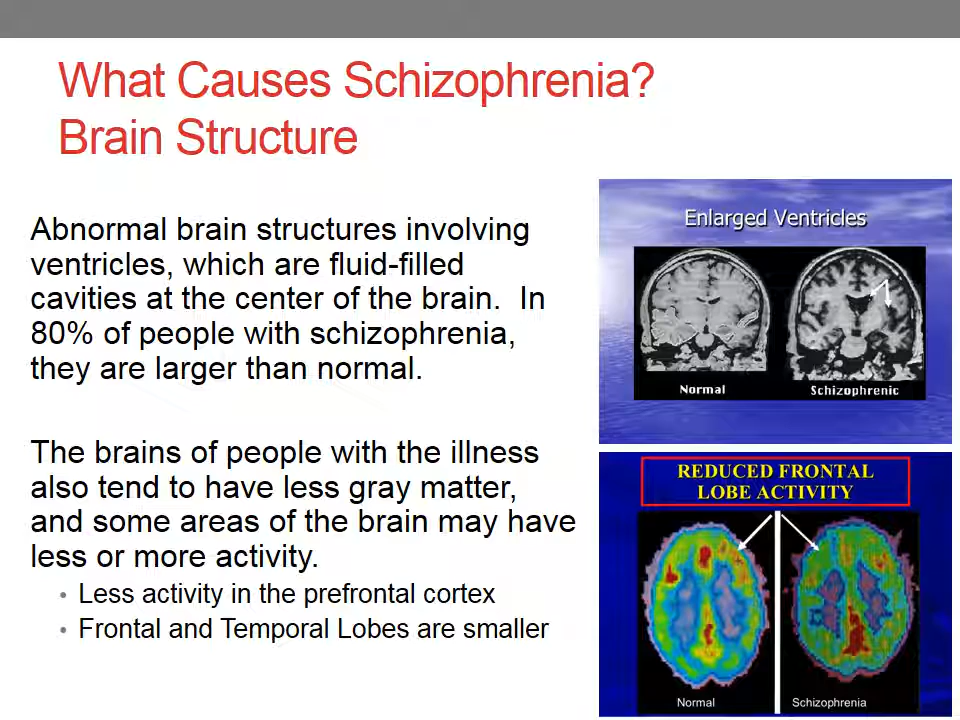 What Causes Schizophrenia?
Brain Structure
Abnormal brain structures involving
ventricles, which are fluid-filled
cavities at the center of the brain.  In
80% of people with schizophrenia,
they are larger than normal.
The brains of people with the illness
also tend to have less gray matter,
and some areas of the brain may have
less or more activity.
• Less activity in the prefrontal cortex
• Frontal and Temporal Lobes are smaller
Enlarged Ventricles
Normal
Schizophrenic
REDUCED FRONTAL
LOBE ACTIVITY
Normal
Schizophrenia